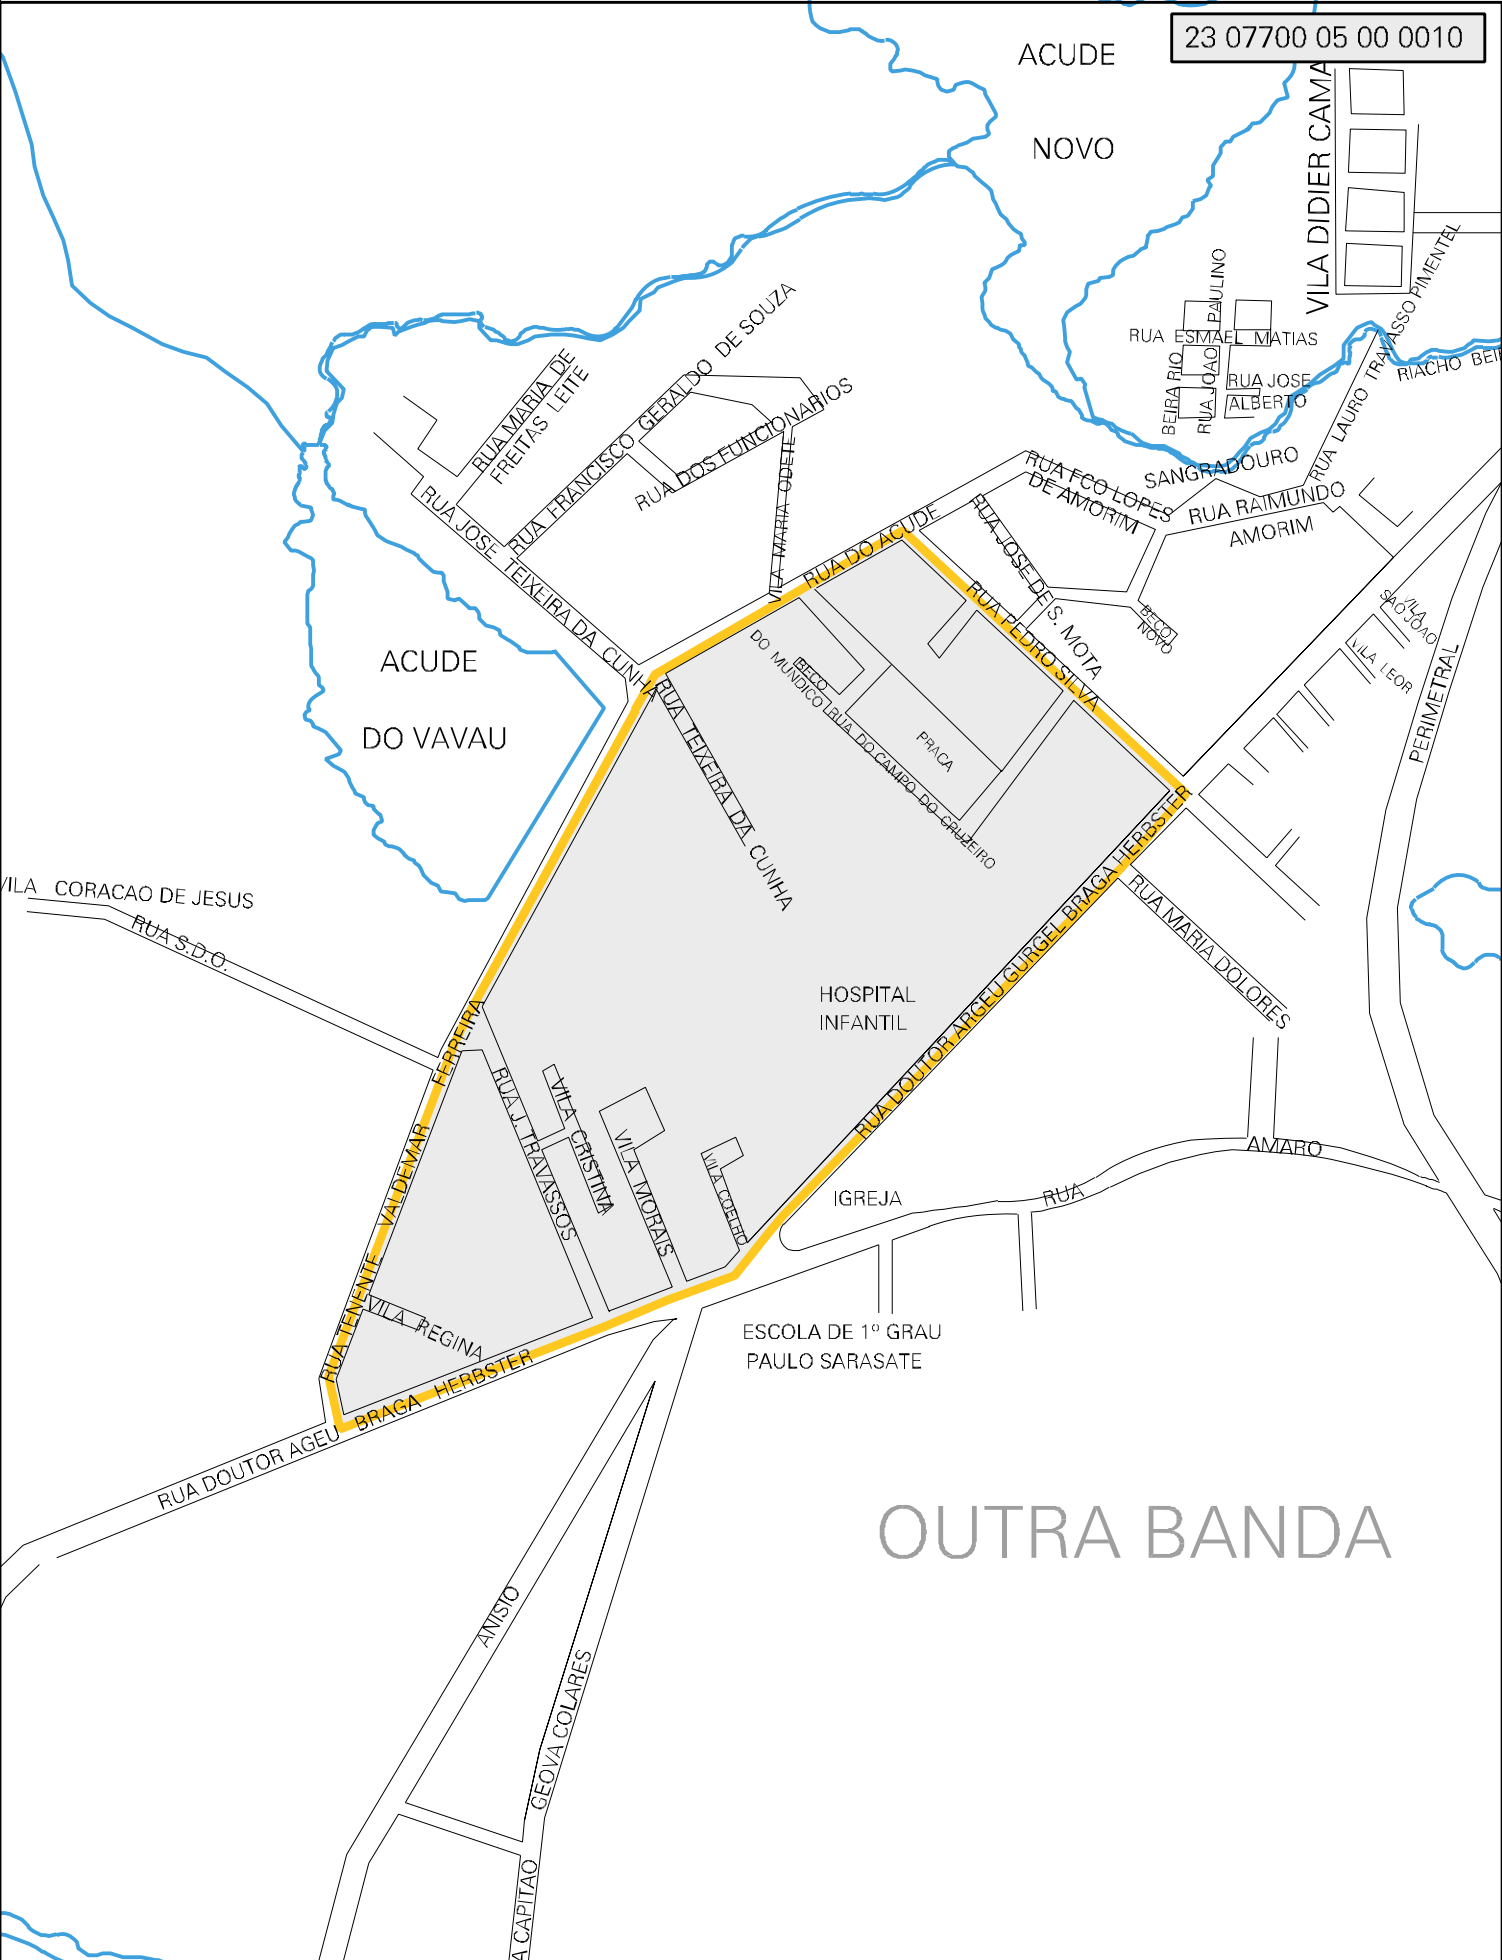 23 07700 05 00 0010
ACUDE
NOVO
VILA DIDIER CAMA
RUA LAURO TRAVASSO PIMENTEL
PAULINO
RUA JOAO
RUA ESMAEL MATIAS
BEIRA RIO
RUA JOSE
ALBERTO
RIACHO BEI
SANGRADOURO
RUA RAIMUNDO
AMORIM
RUA FCO LOPES
DE AMORIM
RUA MARIA DE
FREITAS LEITE
RUA FRANCISCO GERALDO DE SOUZA
RUA DOS FUNCIONARIOS
VILA MARIA ODETE
RUA JOSE TEIXEIRA DA CUNHA
RUA DO ACUDE
RUA JOSE DE S. MOTA
RUA PEDRO SILVA
BECO
NOVO
VILA
SAO JOAO
VILA LEOR
PERIMETRAL
ACUDE
DO VAVAU
BECO
DO MUNDICO
RUA DO CAMPO DO CRUZEIRO
PRACA
RUA TEIXEIRA DA CUNHA
VILA CORACAO DE JESUS
RUA S.D.O.
RUA MARIA DOLORES
HOSPITAL
INFANTIL
RUA DOUTOR ARGEU GURGEL BRAGA HERBSTER
RUA TENENTE VALDEMAR FERREIRA
RUA J. TRAVASSOS
VILA CRISTINA
VILA MORAIS
VILA COELHO
IGREJA
RUA AMARO
VILA REGINA
ESCOLA DE 1º GRAU
PAULO SARASATE
RUA DOUTOR AGEU BRAGA HERBSTER
OUTRA BANDA
ANISIO
GEOVA COLARES
A CAPITAO